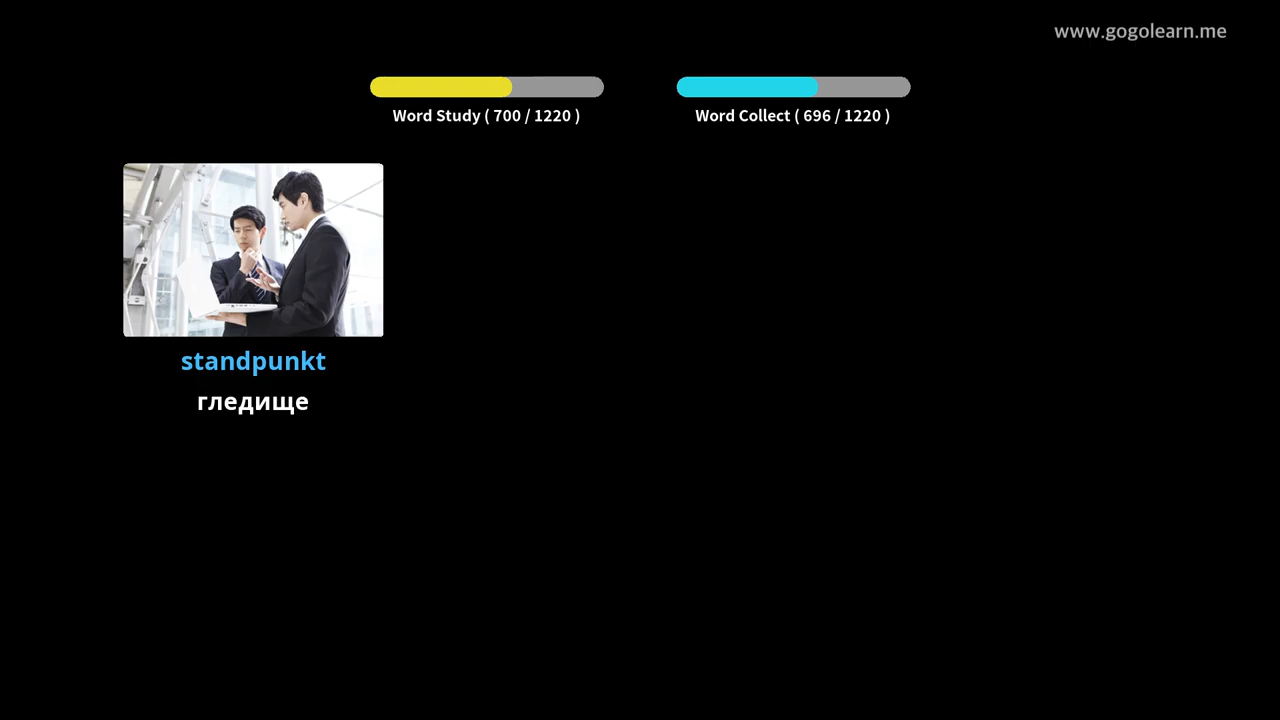 www.gogolearn.me
Word Study ( 700 / 1220 )
Word Collect ( 696 / 1220 )
standpunkt
гледище